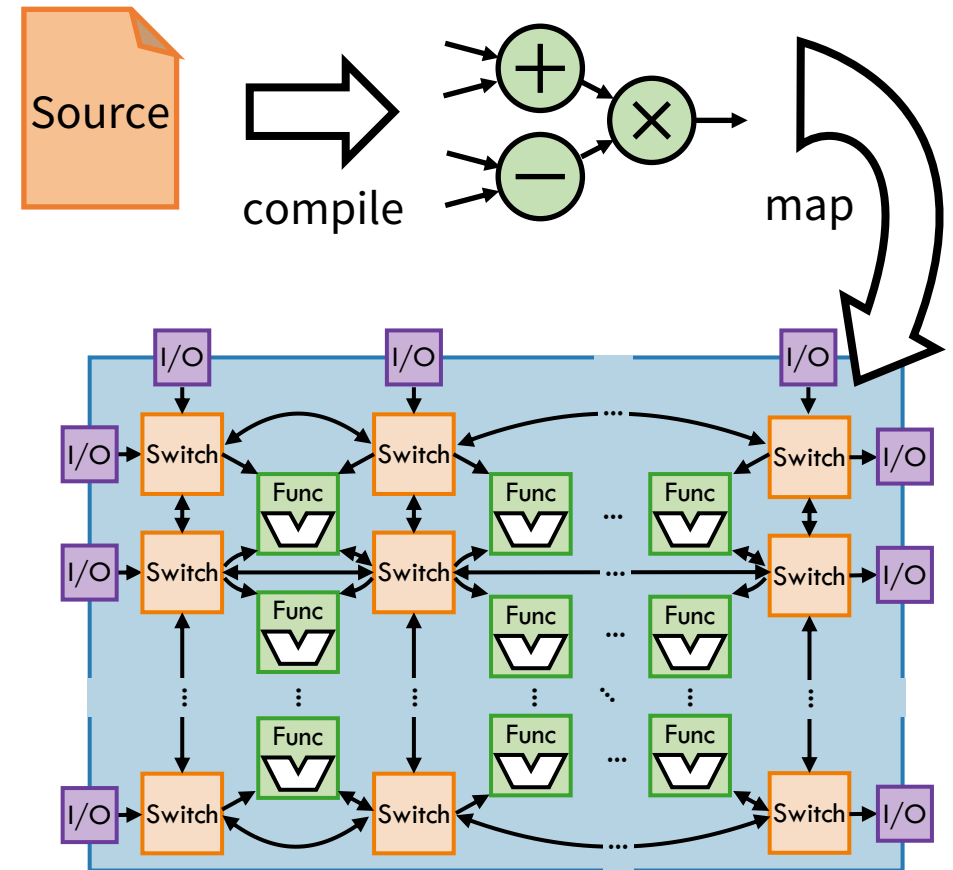 Source
compile
+
×
−
map
I/O
I/O
I/O
I/O
Switch
Switch
...
Switch
I/O
Func
Func
...
Func
I/O
Switch
Switch
...
Switch
I/O
Func
Func
...
Func
...
...
...
...
...
...
...
Func
Func
...
Func
I/O
Switch
Switch
...
Switch
I/O